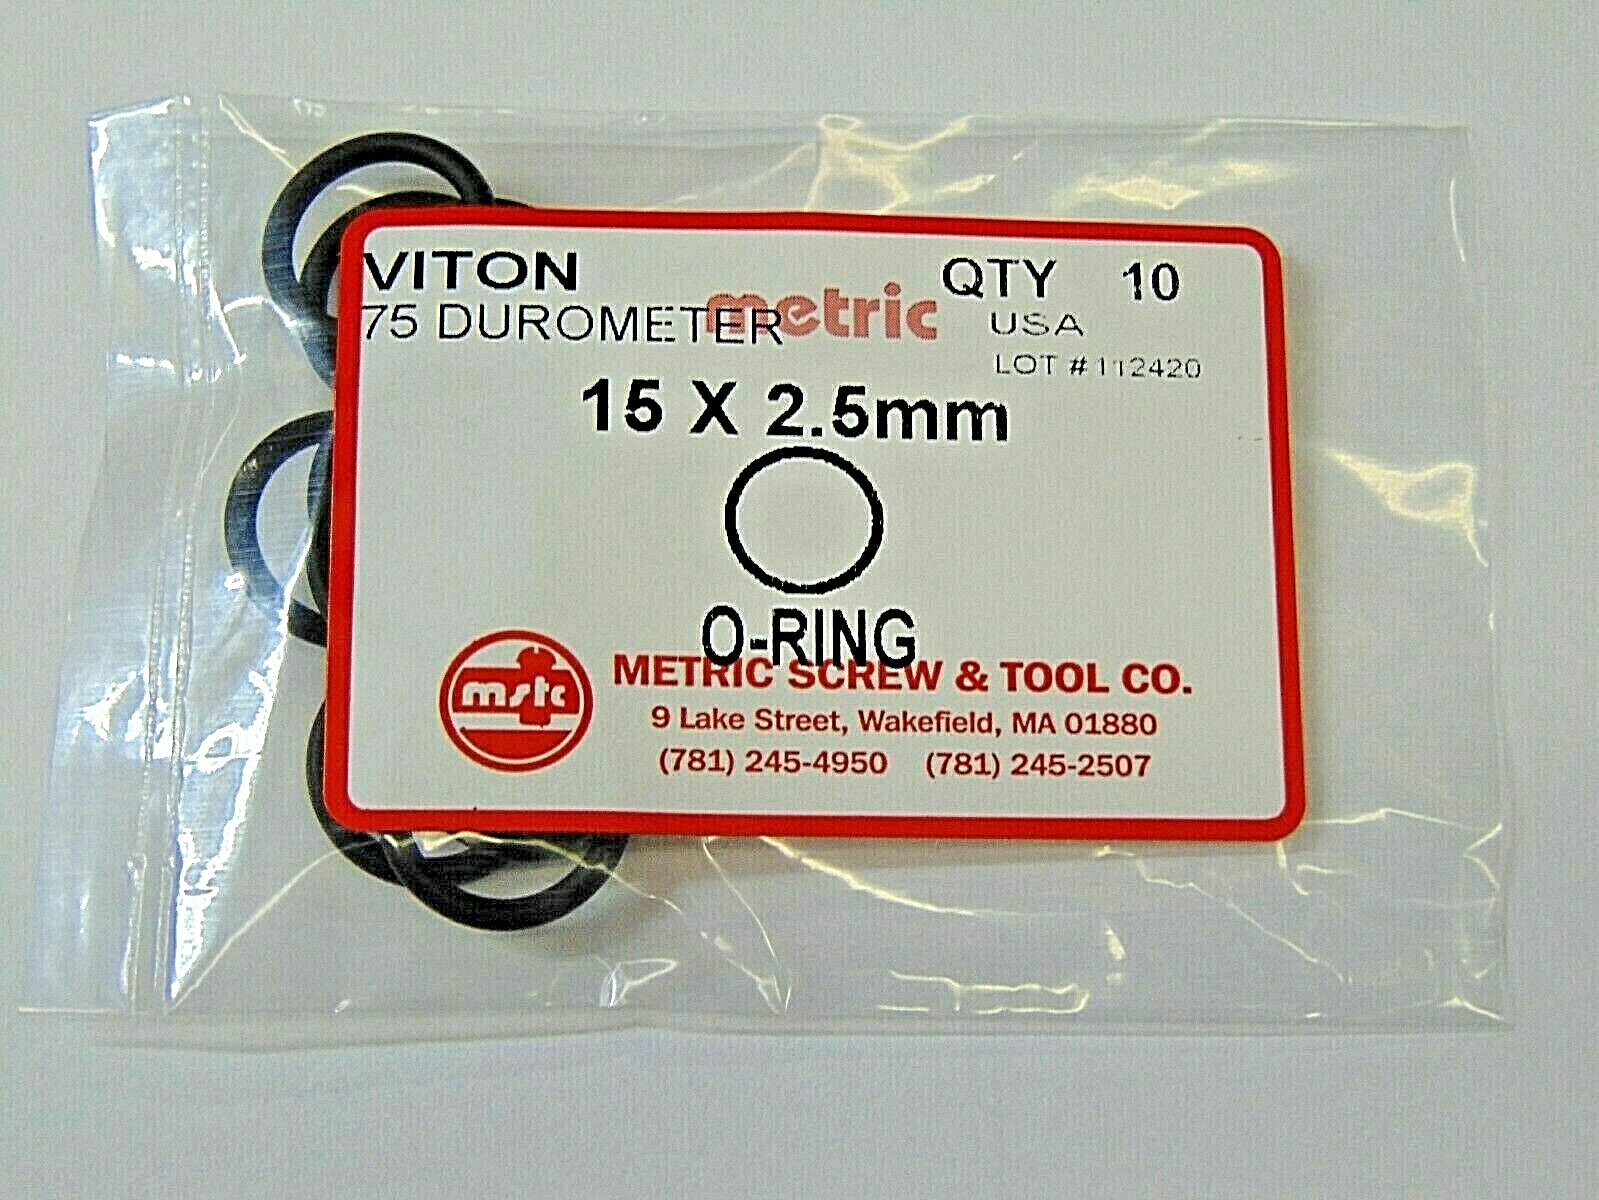 VITON QTY 10
75 DUROMETER metric USA
LOT #112420
15 X 2.5mm
O-RING
mstc
METRIC SCREW & TOOL CO.
9 Lake Street, Wakefield, MA 01880
(781) 245-4950 (781) 245-2507